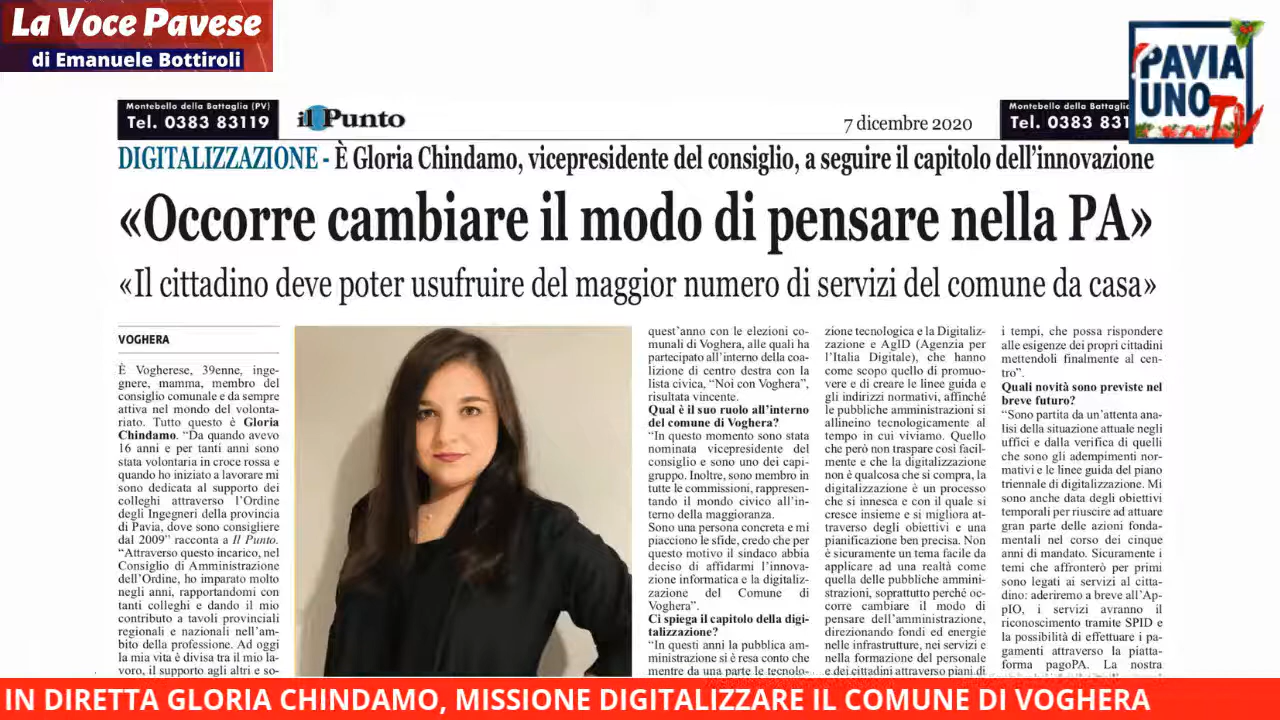 La Voce Pavese
di Emanuele Bottiroli
PAVIA
UNO TV
Montebello della Battaglia (PV)
Tel. 0383 83119
il Punto
7 dicembre 2020
Montebello della Battaglia
Tel. 0383 831
DIGITALIZZAZIONE - È Gloria Chindamo, vicepresidente del consiglio, a seguire il capitolo dell'innovazione
«Occorre cambiare il modo di pensare nella PA»
«Il cittadino deve poter usufruire del maggior numero di servizi del comune da casa»
VOGHERA
È Vogherese, 39enne, inge-
gnere, mamma, membro del
consiglio comunale e da sempre
attiva nel mondo del volonta-
riato. Tutto questo è Gloria
Chindamo. “Da quando avevo
16 anni e per tanti anni sono
stata volontaria in croce rossa e
quando ho iniziato a lavorare mi
sono dedicata al supporto dei
colleghi attraverso l'Ordine
degli Ingegneri della provincia
di Pavia, dove sono consigliere
dal 2009” racconta a Il Punto.
“Attraverso questo incarico, nel
Consiglio di Amministrazione
dell'Ordine, ho imparato molto
negli anni, rapportandomi con
tanti colleghi e dando il mio
contributo a tavoli provinciali
regionali e nazionali nell'am-
bito della professione. Ad oggi
la mia vita è divisa tra il mio la-
voro, il supporto agli altri e so-
quest'anno con le elezioni co-
munali di Voghera, alle quali ha
partecipato all'interno della coa-
lizione di centro destra con la
lista civica, “Noi con Voghera”,
risultata vincente.
Qual è il suo ruolo all'interno
del comune di Voghera?
“In questo momento sono stata
nominata vicepresidente del
consiglio e sono uno dei capi-
gruppo. Inoltre, sono membro in
tutte le commissioni, rappresen-
tando il mondo civico all'in-
terno della maggioranza.
Sono una persona concreta e mi
piacciono le sfide, credo che per
questo motivo il sindaco abbia
deciso di affidarmi l'innova-
zione informatica e la digitaliz-
zazione del Comune di
Voghera”.
Ci spiega il capitolo della digi-
talizzazione?
“In questi anni la pubblica am-
ministrazione si è resa conto che
mentre da una parte le tecnolo-
zione tecnologica e la Digitaliz-
zazione e AgID (Agenzia per
l'Italia Digitale), che hanno
come scopo quello di promuo-
vere e di creare le linee guida e
gli indirizzi normativi, affinché
le pubbliche amministrazioni si
allineino tecnologicamente al
tempo in cui viviamo. Quello
che però non traspare così facil-
mente e che la digitalizzazione
non è qualcosa che si compra, la
digitalizzazione è un processo
che si innesca e con il quale si
cresce insieme e si migliora at-
traverso degli obiettivi e una
pianificazione ben precisa. Non
è sicuramente un tema facile da
applicare ad una realtà come
quella delle pubbliche ammini-
strazioni, soprattutto perché oc-
corre cambiare il modo di
pensare dell'amministrazione,
direzionando fondi ed energie
nelle infrastrutture, nei servizi e
nella formazione del personale
e dei cittadini attraverso piani di
i tempi, che possa rispondere
alle esigenze dei propri cittadini
mettendoli finalmente al cen-
tro”.
Quali novità sono previste nel
breve futuro?
“Sono partita da un'attenta ana-
lisi della situazione attuale negli
uffici e dalla verifica di quelli
che sono gli adempimenti nor-
mativi e le linee guida del piano
triennale di digitalizzazione. Mi
sono anche data degli obiettivi
temporali per riuscire ad attuare
gran parte delle azioni fonda-
mentali nel corso dei cinque
anni di mandato. Sicuramente i
temi che affronterò per primi
sono legati ai servizi al citta-
dino: aderiremo a breve all'Ap-
pIO, i servizi avranno il
riconoscimento tramite SPID e
la possibilità di effettuare i pa-
gamenti attraverso la piatta-
forma pagoPA. La nostra
IN DIRETTA GLORIA CHINDAMO, MISSIONE DIGITALIZZARE IL COMUNE DI VOGHERA